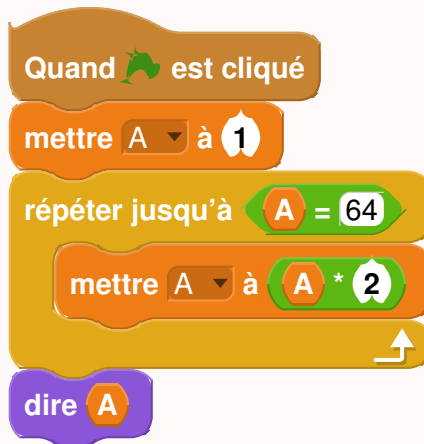 Quand est cliqué
mettre A à 1
répéter jusqu'à A = 64
mettre A à A * 2
dire A